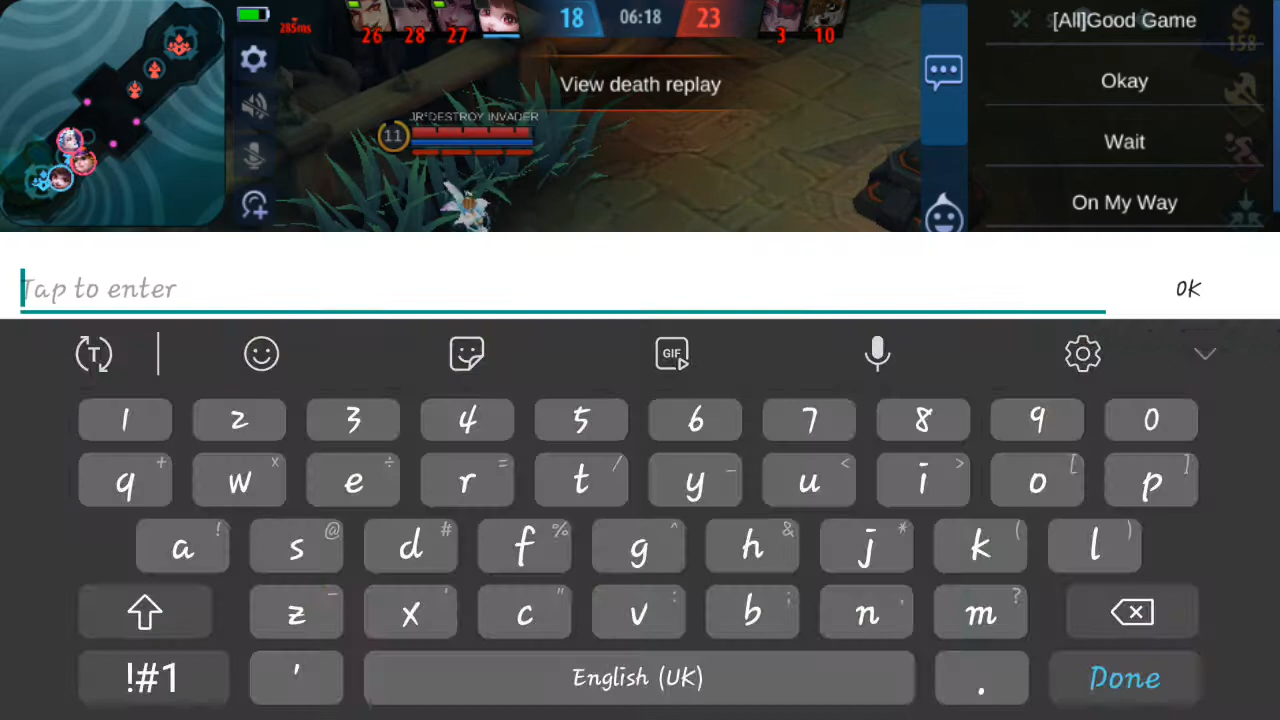 285ms
26 28 27
18 06:18 23
3 10
[All]Good Game
158
Okay
View death replay
JR*DESTROY INVADER
11
Wait
On My Way
Tap to enter
OK
T
GIF
1 2 3 4 5 6 7 8 9 0
q + w x e ÷ r = t / y _ u < i > o [ p ]
a ! s @ d # f % g ^ h & j * k ( l )
z - x ' c " v : b ; n , m ?
!#1 ' English (UK) . Done